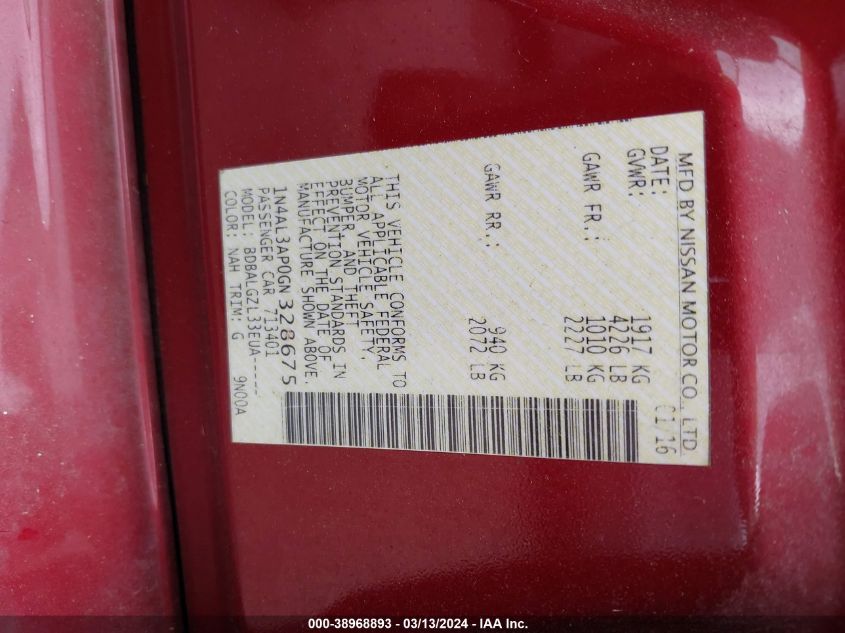 MFD BY NISSAN MOTOR CO., LTD.
DATE: 01 16
GVWR: 1917 KG
4226 LB
GAWR FR.: 1010 KG
2227 LB
GAWR RR.: 940 KG
2072 LB
THIS VEHICLE CONFORMS TO
ALL APPLICABLE FEDERAL
MOTOR VEHICLE SAFETY,
BUMPER, AND THEFT
PREVENTION STANDARDS IN
EFFECT ON THE DATE OF
MANUFACTURE SHOWN ABOVE.
1N4AL3AP0GN328675
PASSENGER CAR 713401
MODEL: BDBALGZL33EUA-----
COLOR: NAH TRIM: G 9N00A
000-38968893 - 03/13/2024 - IAA Inc.